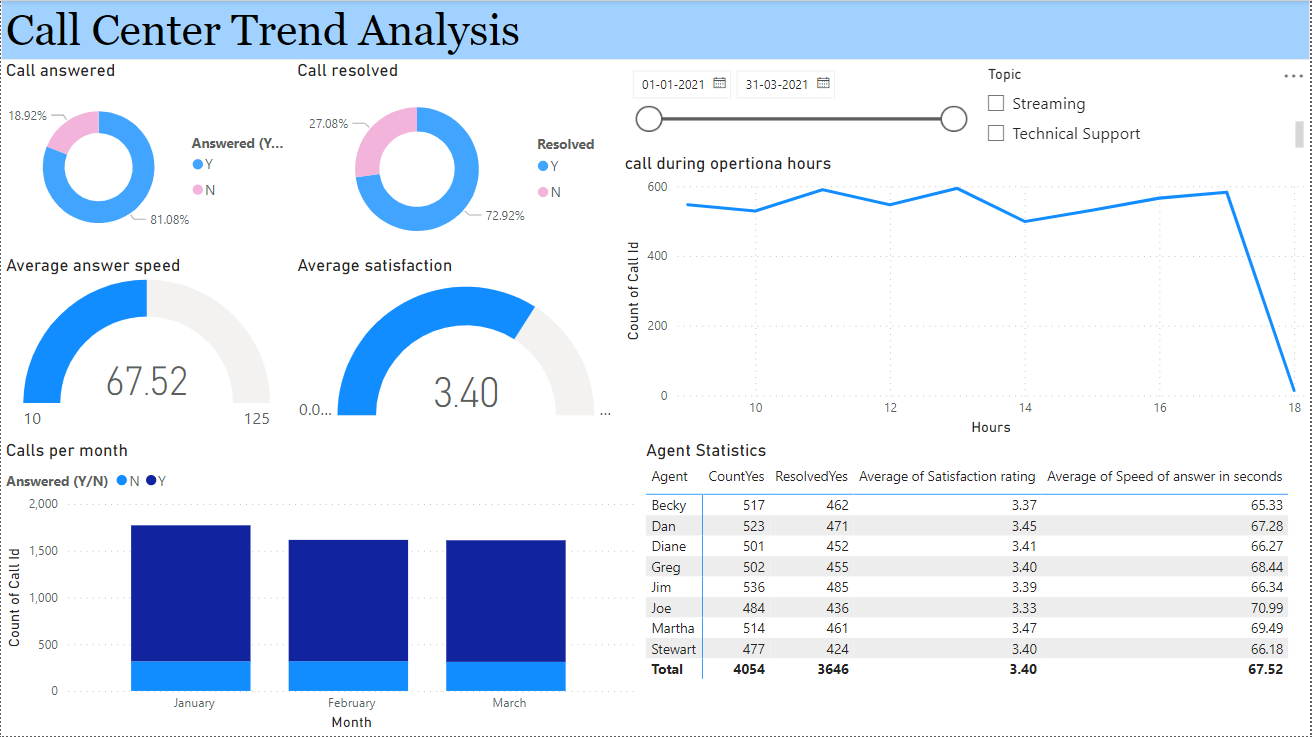 Call Center Trend Analysis
Call answered
18.92%
81.08%
Answered (Y...
Y
N
Call resolved
27.08%
72.92%
Resolved
Y
N
01-01-2021
31-03-2021
Topic
...
Streaming
Technical Support
Average answer speed
67.52
10
125
Average satisfaction
3.40
0.0...
...
call during opertiona hours
Count of Call Id
600
400
200
0
10 12 14 16 18
Hours
Calls per month
Answered (Y/N) N Y
Count of Call Id
2,000
1,500
1,000
500
0
January February March
Month
Agent Statistics
Agent CountYes ResolvedYes Average of Satisfaction rating Average of Speed of answer in seconds
Becky 517 462 3.37 65.33
Dan 523 471 3.45 67.28
Diane 501 452 3.41 66.27
Greg 502 455 3.40 68.44
Jim 536 485 3.39 66.34
Joe 484 436 3.33 70.99
Martha 514 461 3.47 69.49
Stewart 477 424 3.40 66.18
Total 4054 3646 3.40 67.52